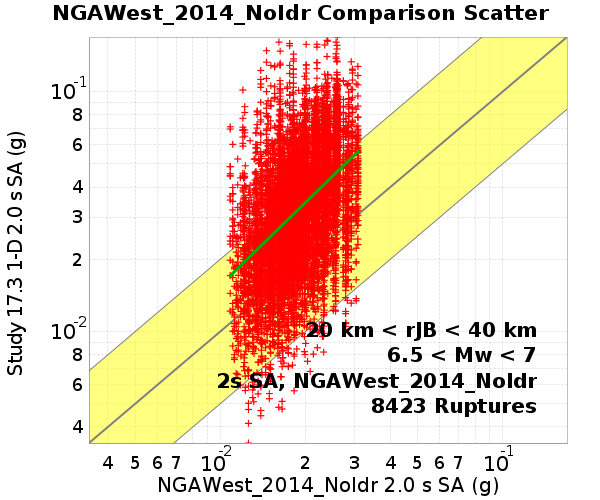 NGAWest_2014_NoIdr Comparison Scatter
Study 17.3 1-D 2.0 s SA (g)
10-1
8
6
4
3
2
10-2
8
6
4
20 km < rJB < 40 km
6.5 < Mw < 7
2s SA, NGAWest_2014_NoIdr
8423 Ruptures
4 5 6 7 10-2 2 3 4 5 6 7 10-1
NGAWest_2014_NoIdr 2.0 s SA (g)